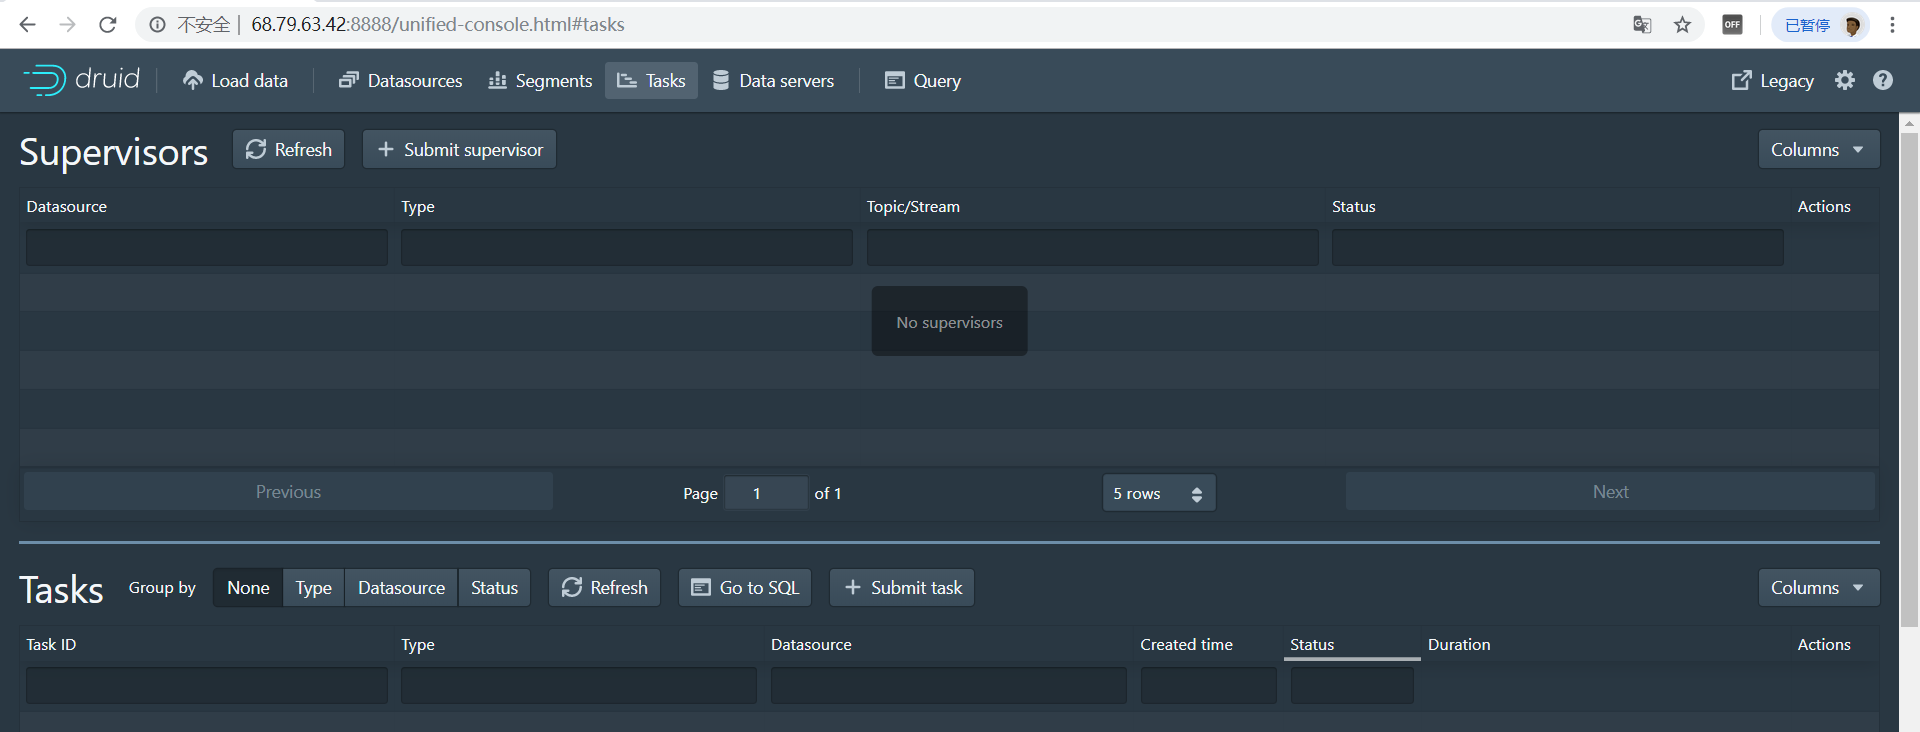 不安全 68.79.63.42:8888/unified-console.html#tasks OFF 已暂停
druid Load data Datasources Segments Tasks Data servers Query Legacy
Supervisors Refresh Submit supervisor Columns
Datasource Type Topic/Stream Status Actions
No supervisors
Previous Page 1 of 1 5 rows Next
Tasks Group by None Type Datasource Status Refresh Go to SQL Submit task Columns
Task ID Type Datasource Created time Status Duration Actions